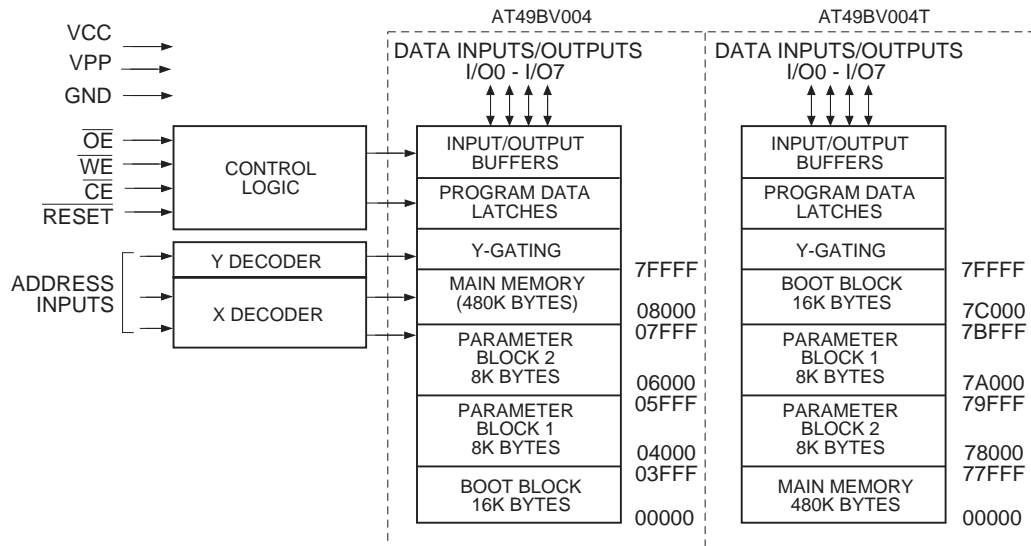 AT49BV004
AT49BV004T
VCC
VPP
GND
OE
WE
CE
RESET
ADDRESS
INPUTS
CONTROL
LOGIC
Y DECODER
X DECODER
DATA INPUTS/OUTPUTS
I/O0 - I/O7
INPUT/OUTPUT
BUFFERS
PROGRAM DATA
LATCHES
Y-GATING
MAIN MEMORY
(480K BYTES)
PARAMETER
BLOCK 2
8K BYTES
PARAMETER
BLOCK 1
8K BYTES
BOOT BLOCK
16K BYTES
7FFFF
08000
07FFF
06000
05FFF
04000
03FFF
00000
DATA INPUTS/OUTPUTS
I/O0 - I/O7
INPUT/OUTPUT
BUFFERS
PROGRAM DATA
LATCHES
Y-GATING
BOOT BLOCK
16K BYTES
PARAMETER
BLOCK 1
8K BYTES
PARAMETER
BLOCK 2
8K BYTES
MAIN MEMORY
480K BYTES
7FFFF
7C000
7BFFF
7A000
79FFF
78000
77FFF
00000